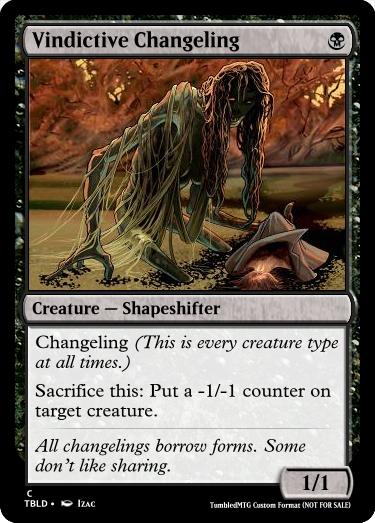 Vindictive Changeling
Creature — Shapeshifter
Changeling (This is every creature type
at all times.)
Sacrifice this: Put a -1/-1 counter on
target creature.
All changelings borrow forms. Some
don't like sharing.
1/1
C
TBLD • Izac
TumbledMTG Custom Format (NOT FOR SALE)